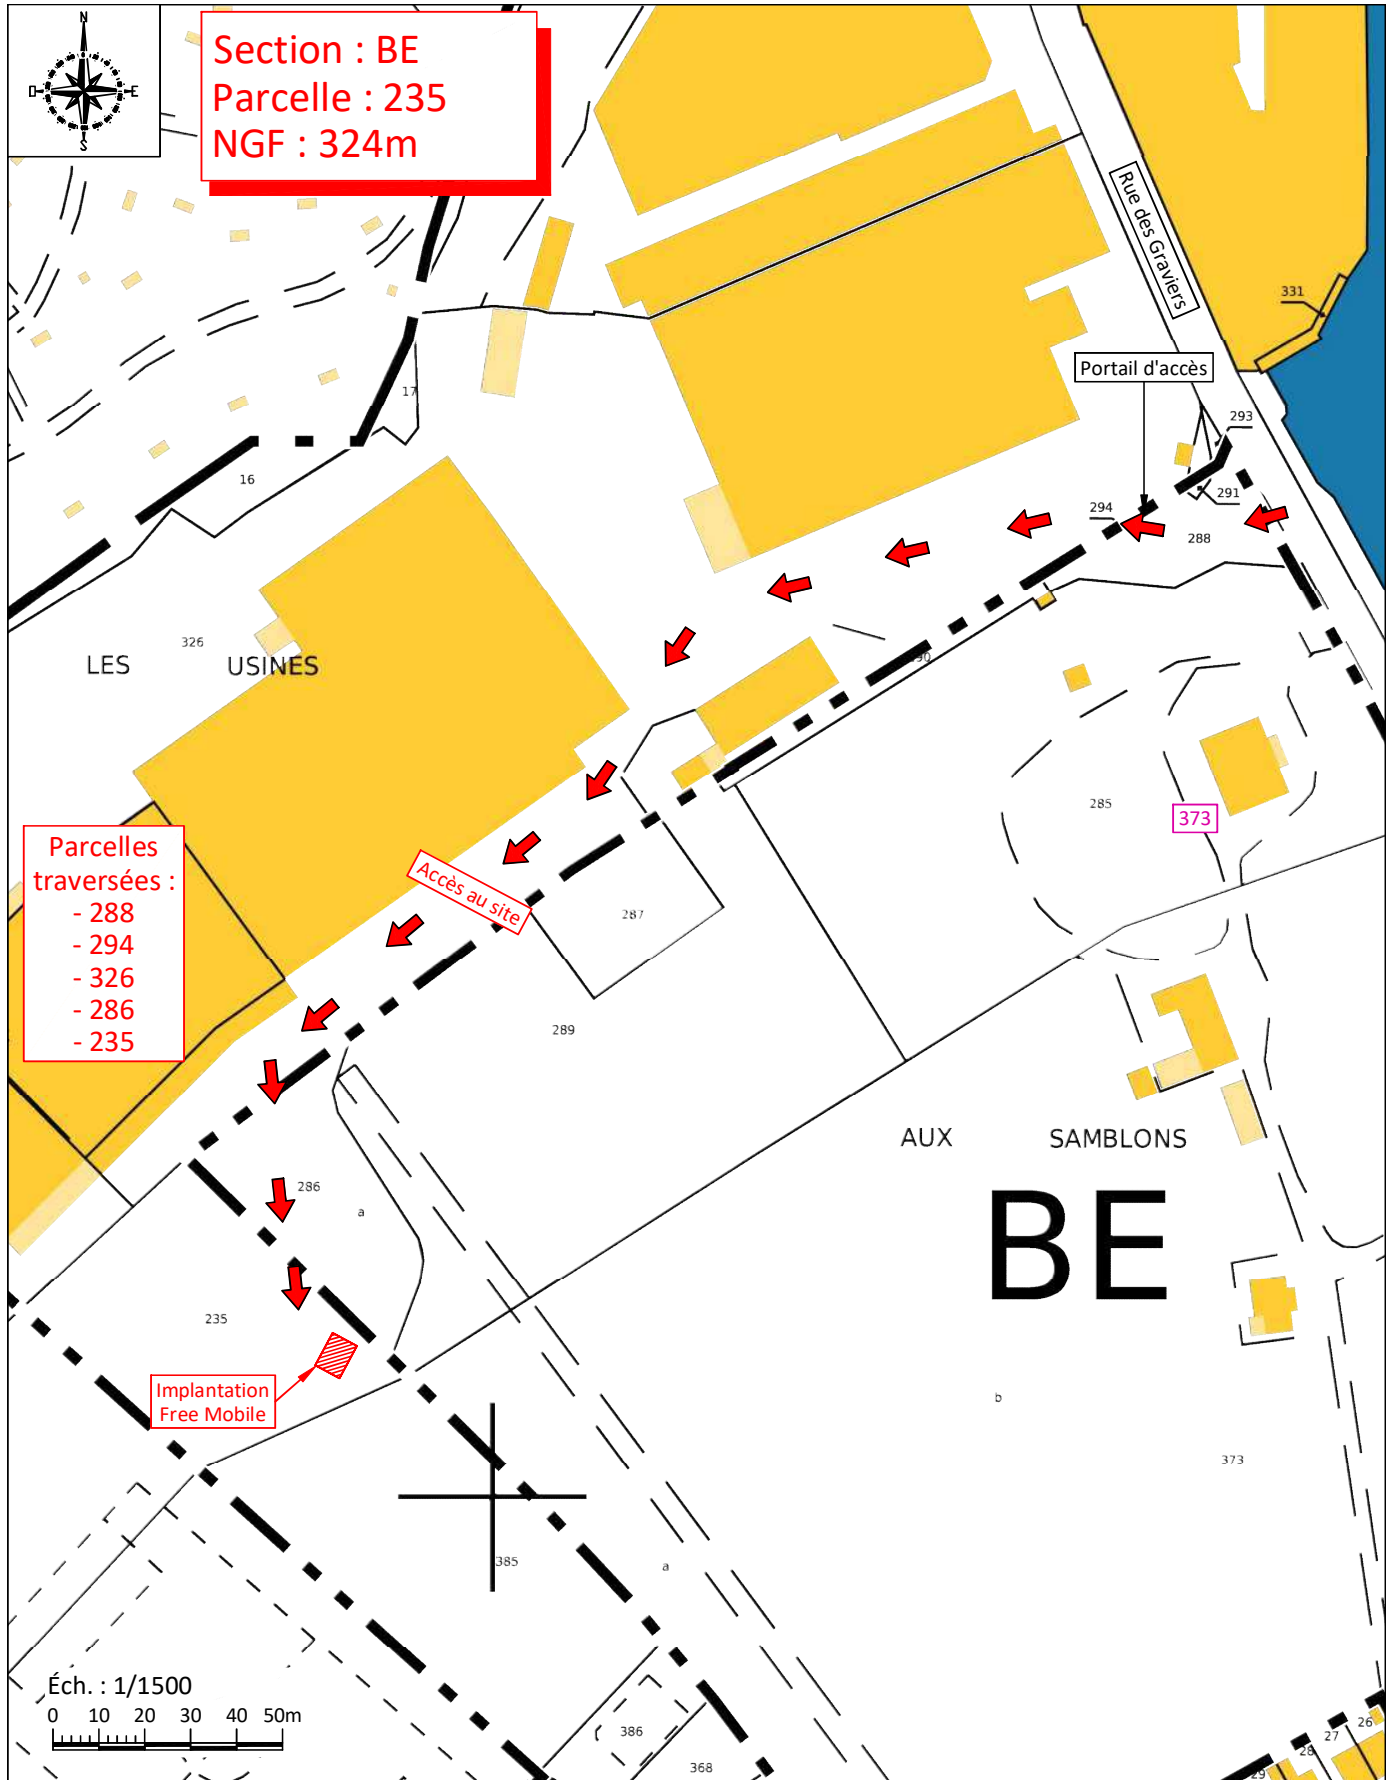 N
O
E
S
Section : BE
Parcelle : 235
NGF : 324m
Rue des Graviers
331
Portail d'accès
17
293
16
291
294
288
326
LES USINES
285
373
Parcelles
traversées :
- 288
- 294
- 326
- 286
- 235
Accès au site
287
289
AUX SAMBLONS
286
a
BE
235
Implantation
Free Mobile
b
373
385
a
Éch. : 1/1500
0 10 20 30 40 50m
386
368
26
27
28
29